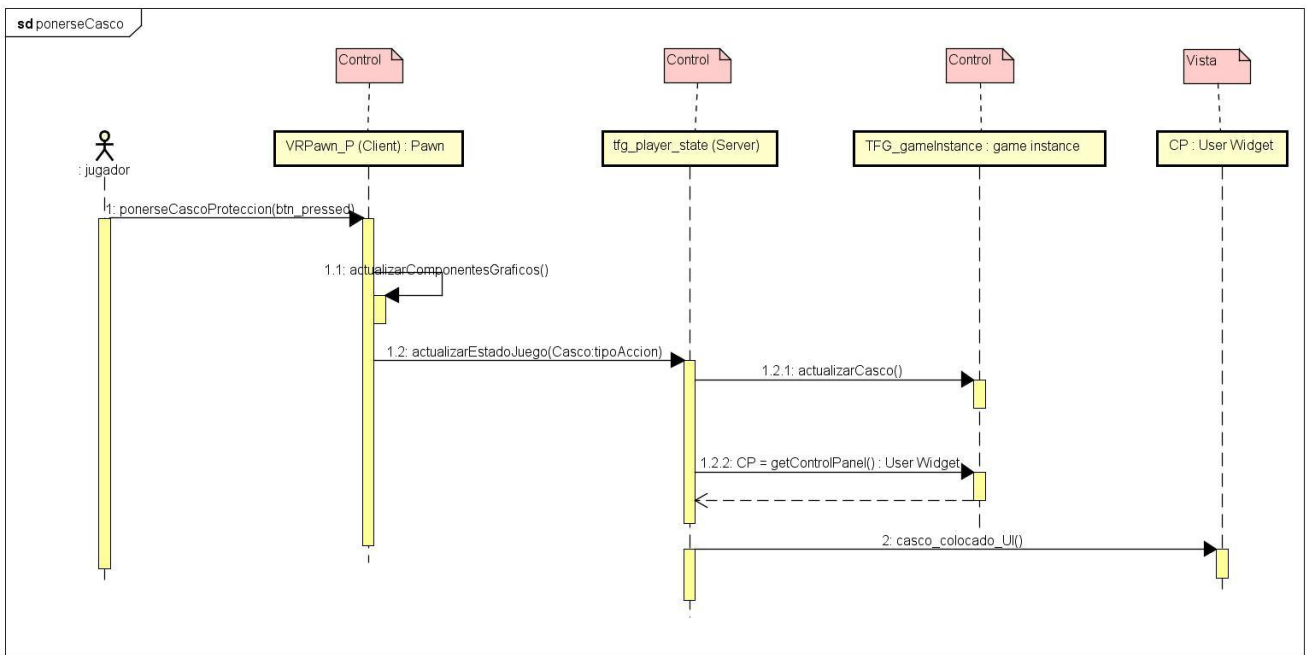 sd ponerseCasco
Control
Control
Control
Vista
: jugador
VRPawn_P (Client) : Pawn
tfg_player_state (Server)
TFG_gameInstance : game instance
CP : User Widget
1: ponerseCascoProteccion(btn_pressed)
1.1: actualizarComponentesGraficos()
1.2: actualizarEstadoJuego(Casco:tipoAccion)
1.2.1: actualizarCasco()
1.2.2: CP = getControlPanel() : User Widget
2: casco_colocado_UI()